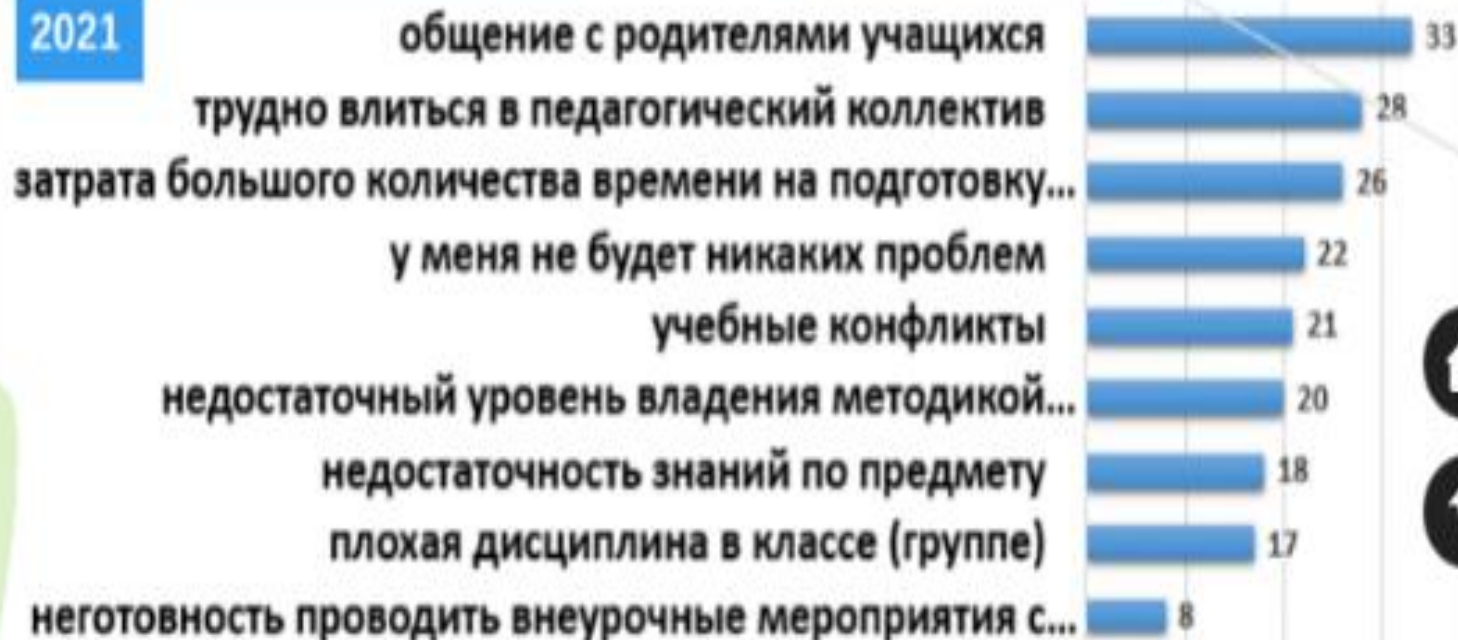 2021
общение с родителями учащихся 33
трудно влиться в педагогический коллектив 28
затрата большого количества времени на подготовку... 26
у меня не будет никаких проблем 22
учебные конфликты 21
недостаточный уровень владения методикой... 20
недостаточность знаний по предмету 18
плохая дисциплина в классе (группе) 17
неготовность проводить внеурочные мероприятия с... 8